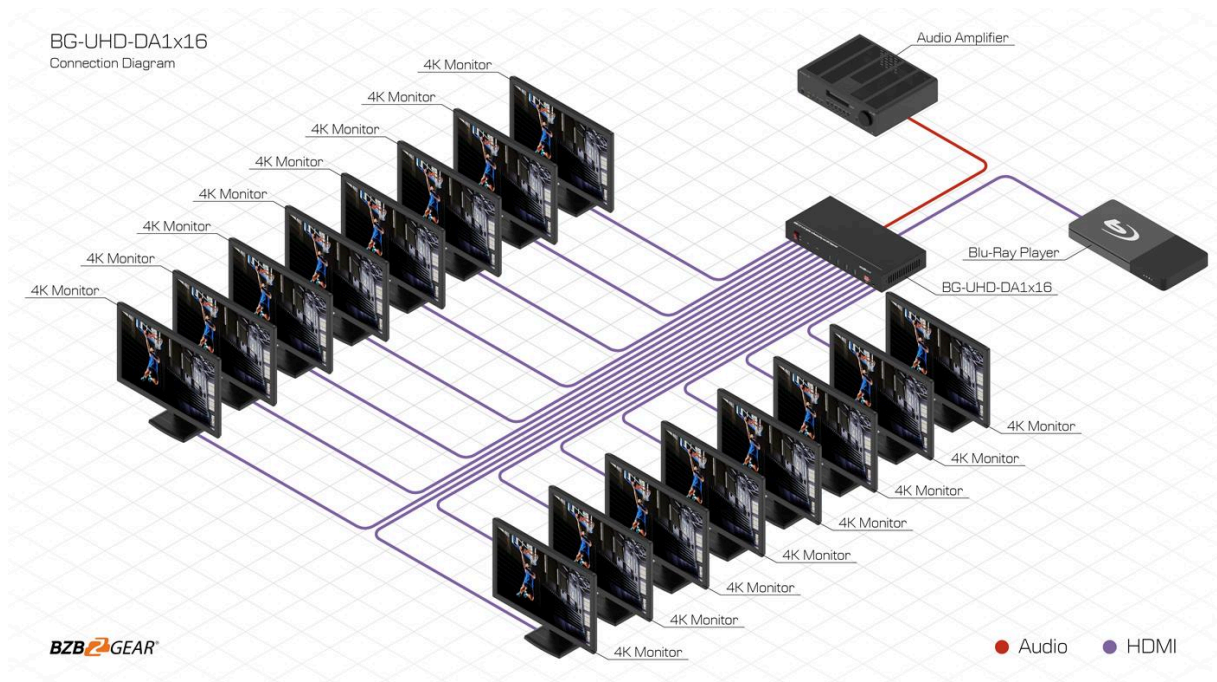 BG-UHD-DA1x16
Connection Diagram
Audio Amplifier
4K Monitor
4K Monitor
4K Monitor
4K Monitor
4K Monitor
4K Monitor
4K Monitor
4K Monitor
Blu-Ray Player
BG-UHD-DA1x16
4K Monitor
4K Monitor
4K Monitor
4K Monitor
4K Monitor
4K Monitor
4K Monitor
4K Monitor
BZB GEAR®
Audio
HDMI